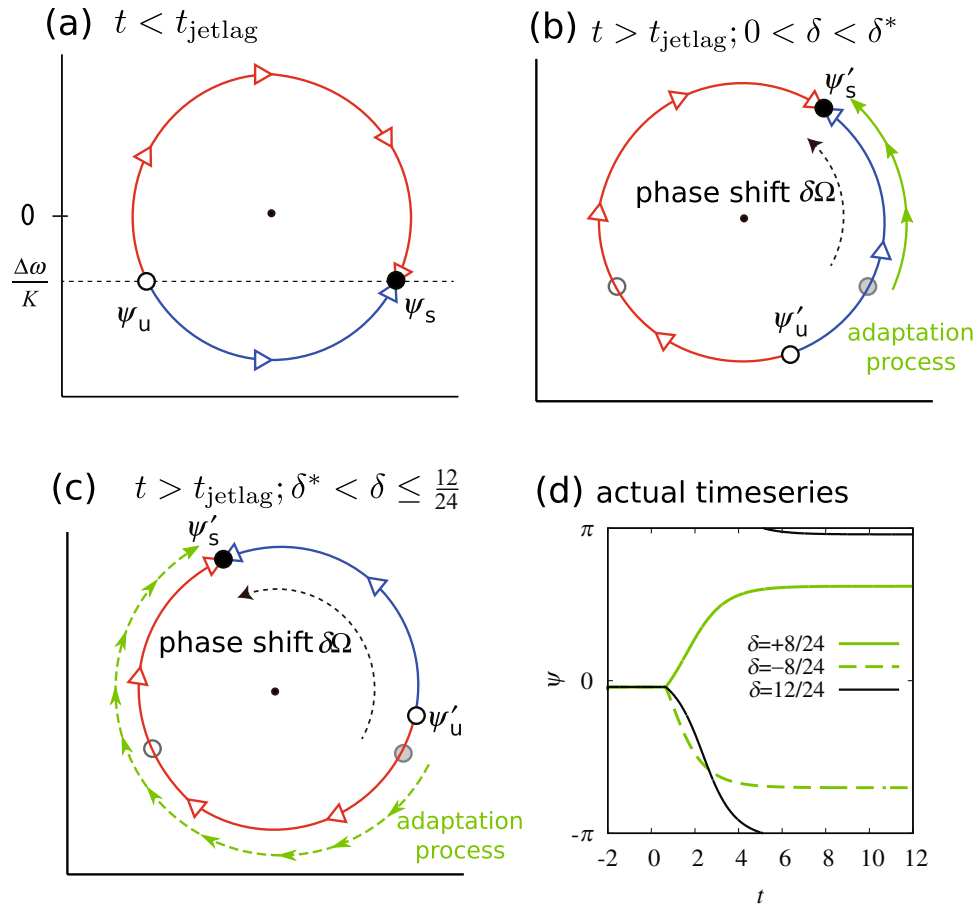 (a) t < t_jetlag
0
Δω/K
ψ_u
ψ_s
(b) t > t_jetlag; 0 < δ < δ*
ψ′_s
phase shift δΩ
ψ′_u
adaptation
process
(c) t > t_jetlag; δ* < δ ≤ 12/24
ψ′_s
phase shift δΩ
ψ′_u
adaptation
process
(d) actual timeseries
π
δ=+8/24
δ=−8/24
ψ 0
δ=12/24
-π
-2 0 2 4 6 8 10 12
t